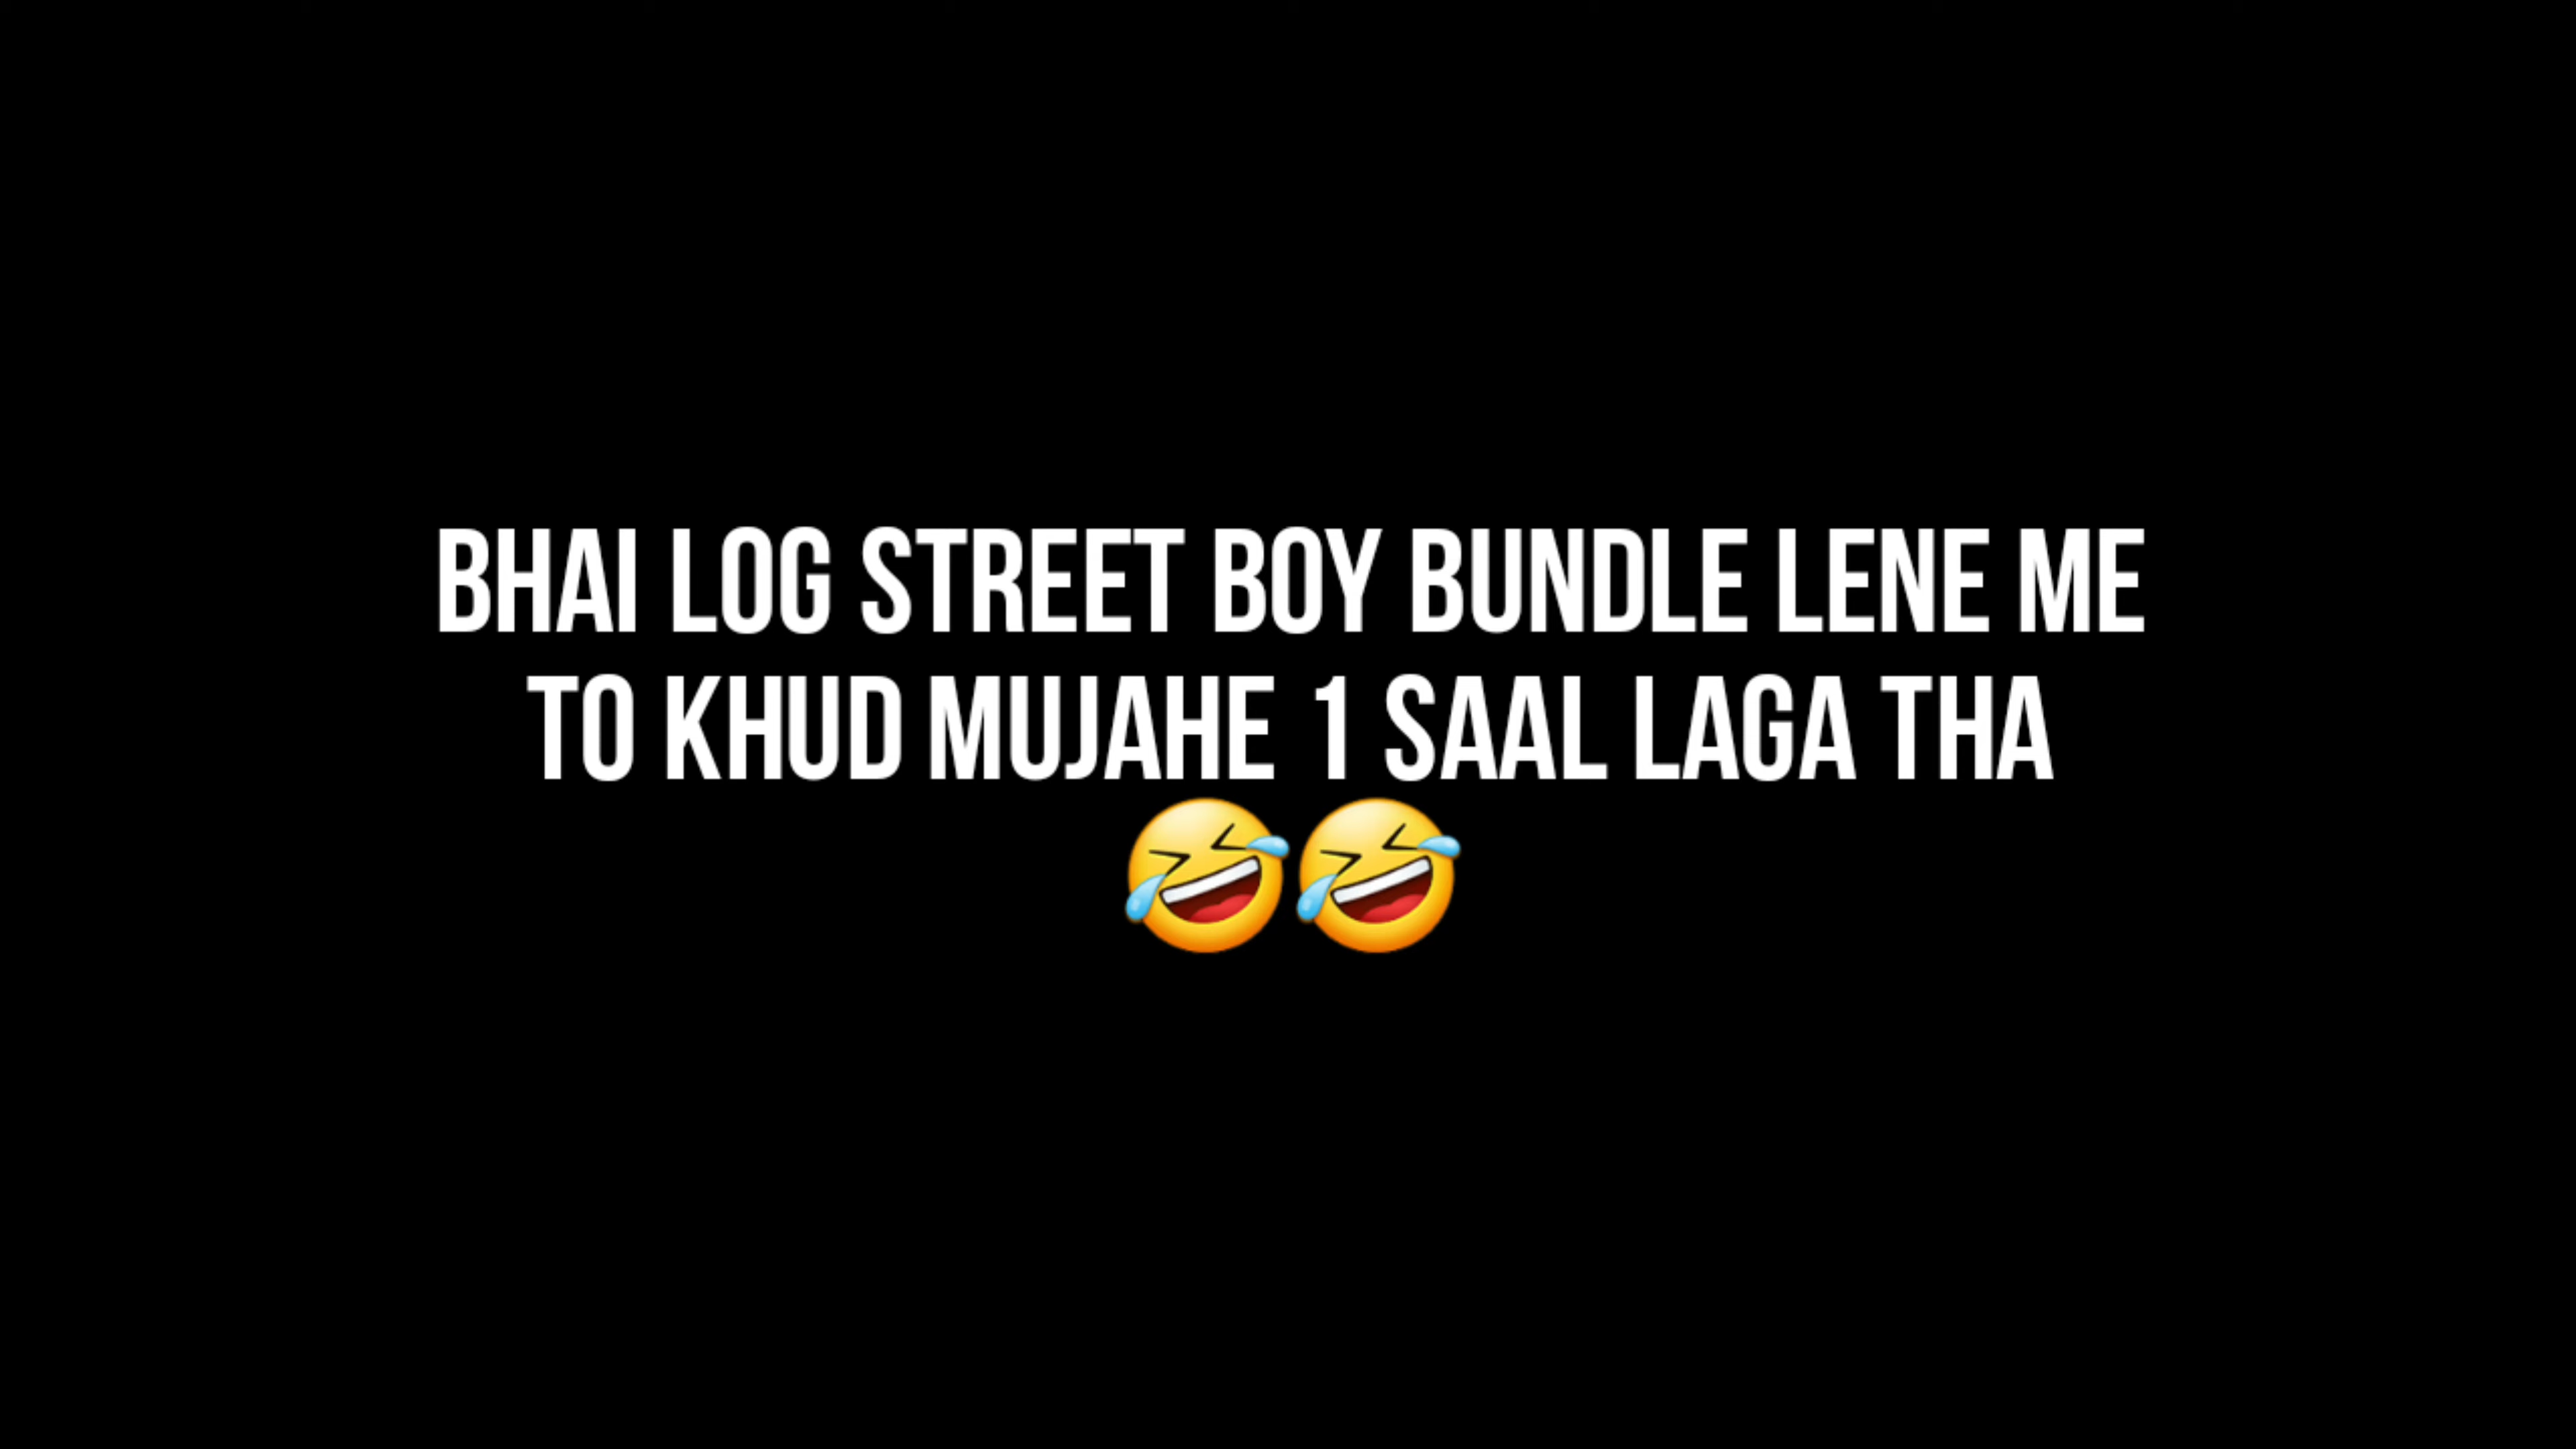 BHAI LOG STREET BOY BUNDLE LENE ME
TO KHUD MUJAHE 1 SAAL LAGA THA
🤣🤣